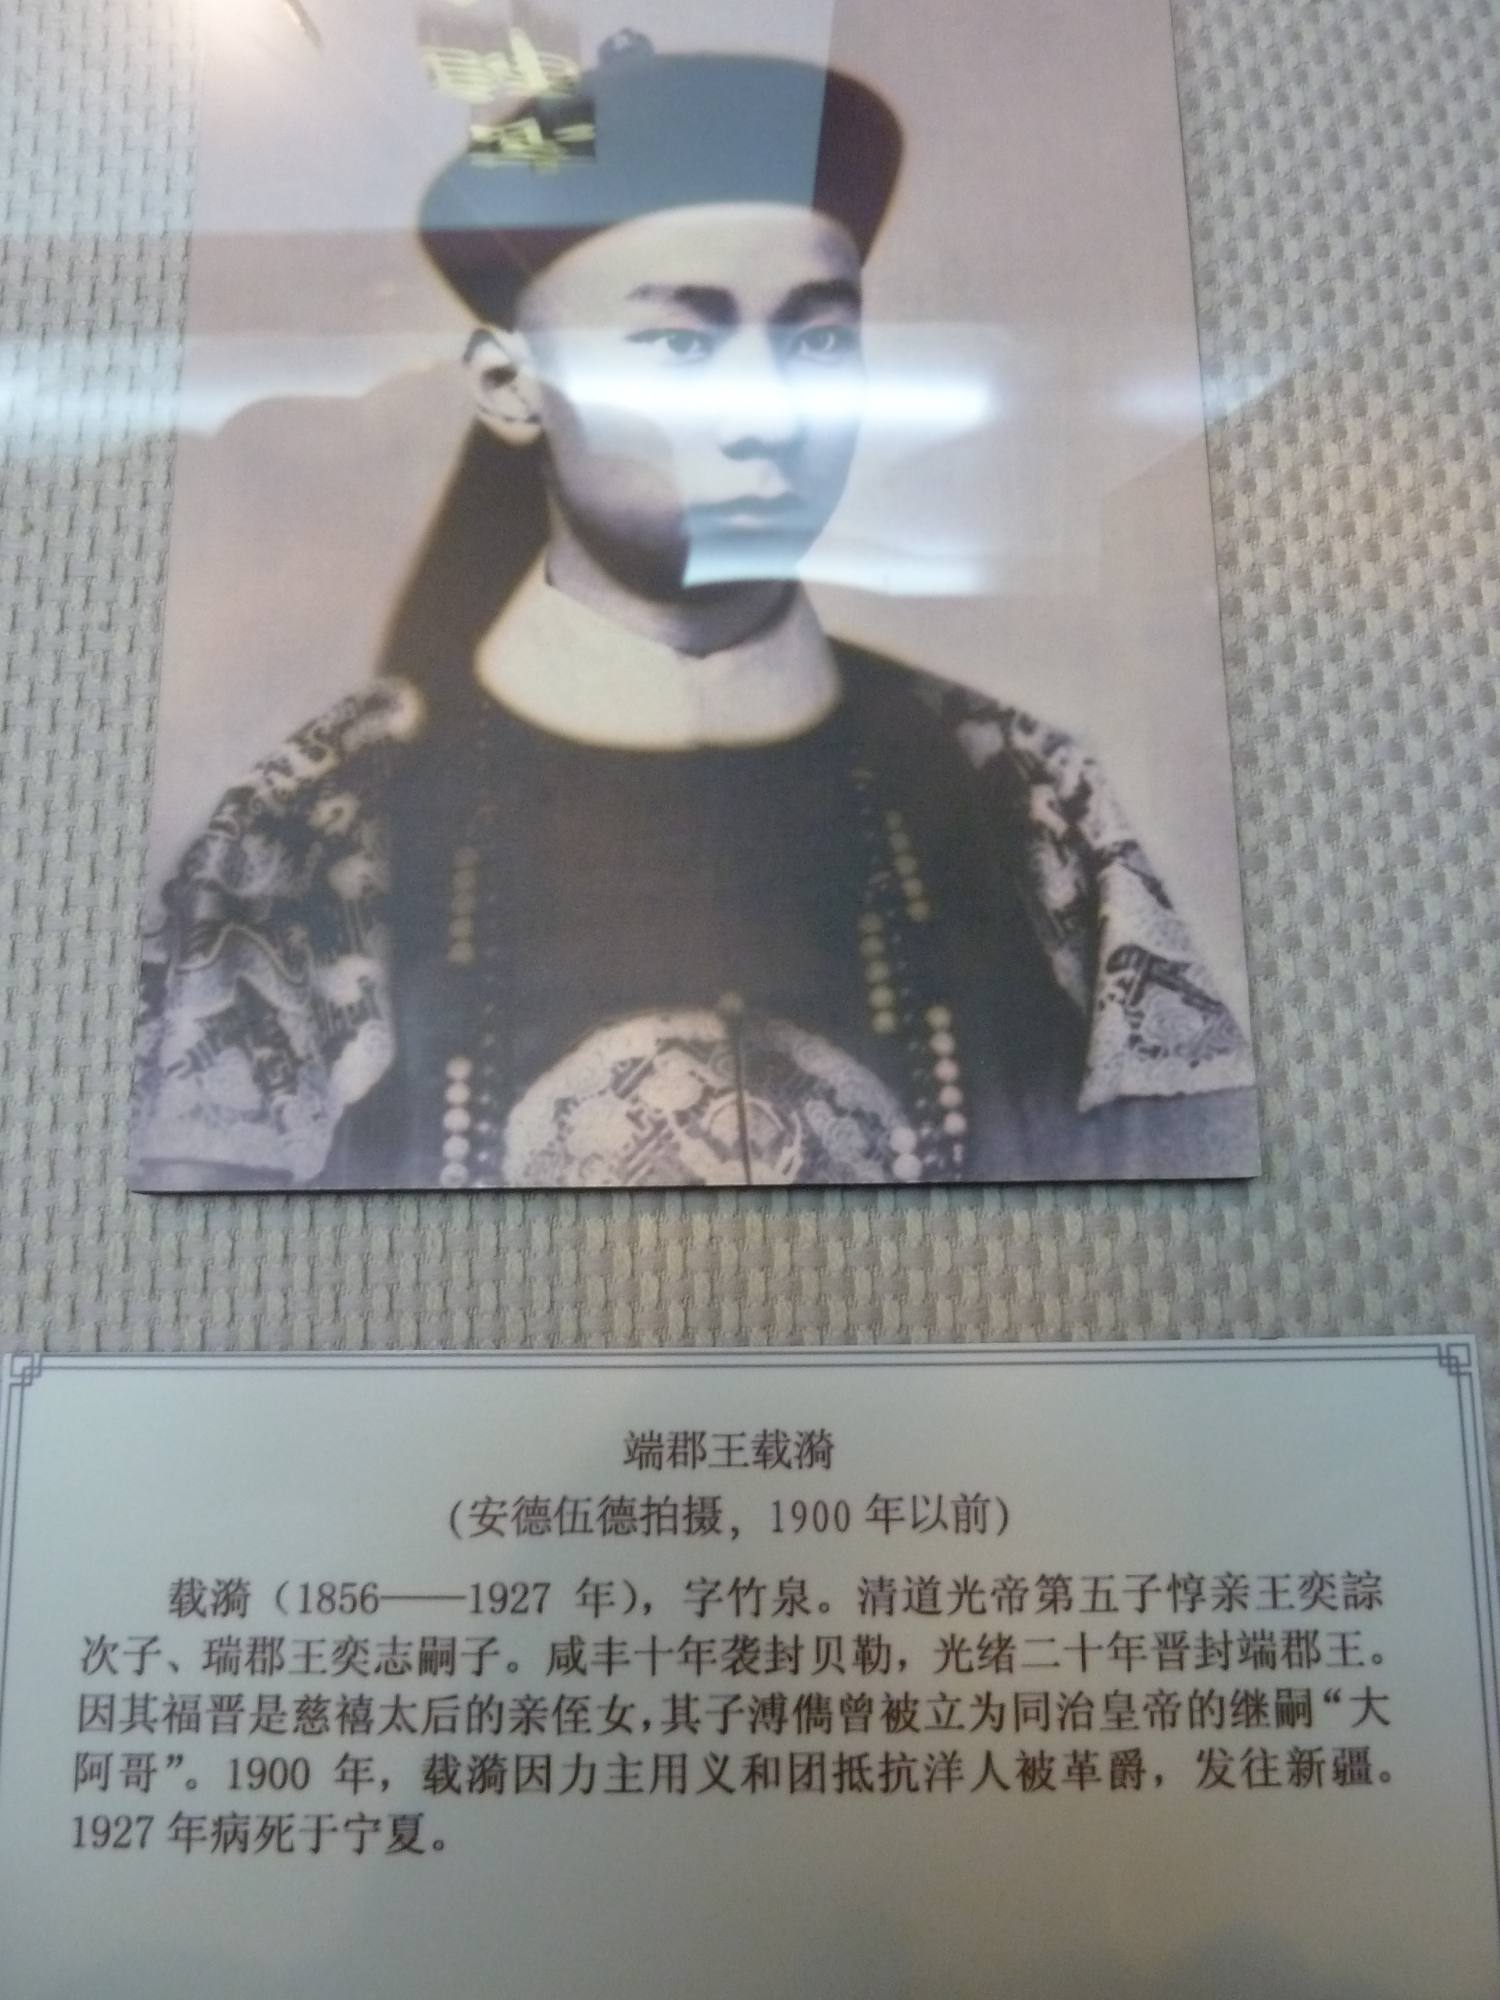 端郡王载漪
(安德伍德拍摄, 1900 年以前)
载漪（1856——1927 年），字竹泉。清道光帝第五子惇亲王奕誴
次子、瑞郡王奕志嗣子。咸丰十年袭封贝勒，光绪二十年晋封端郡王。
因其福晋是慈禧太后的亲侄女，其子溥儁曾被立为同治皇帝的继嗣“大
阿哥”。1900 年，载漪因力主用义和团抵抗洋人被革爵，发往新疆。
1927 年病死于宁夏。